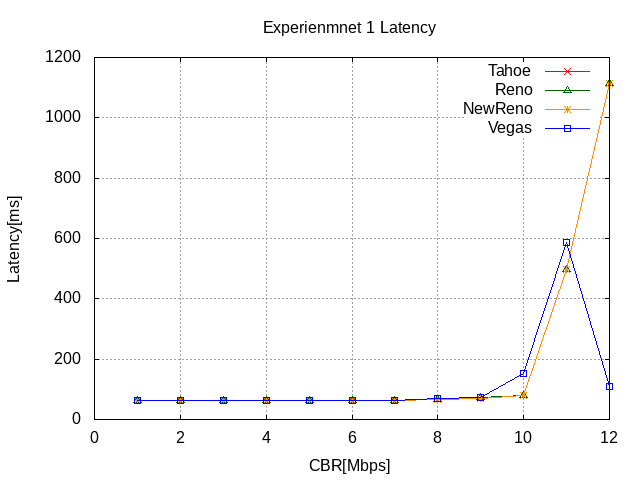 Experienmnet 1 Latency
1200
1000
800
600
400
200
0
Latency[ms]
Tahoe
Reno
NewReno
Vegas
0 2 4 6 8 10 12
CBR[Mbps]